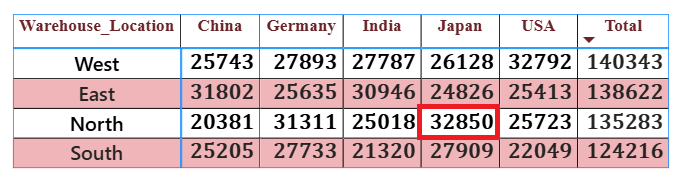 Warehouse_Location China Germany India Japan USA Total
West 25743 27893 27787 26128 32792 140343
East 31802 25635 30946 24826 25413 138622
North 20381 31311 25018 32850 25723 135283
South 25205 27733 21320 27909 22049 124216